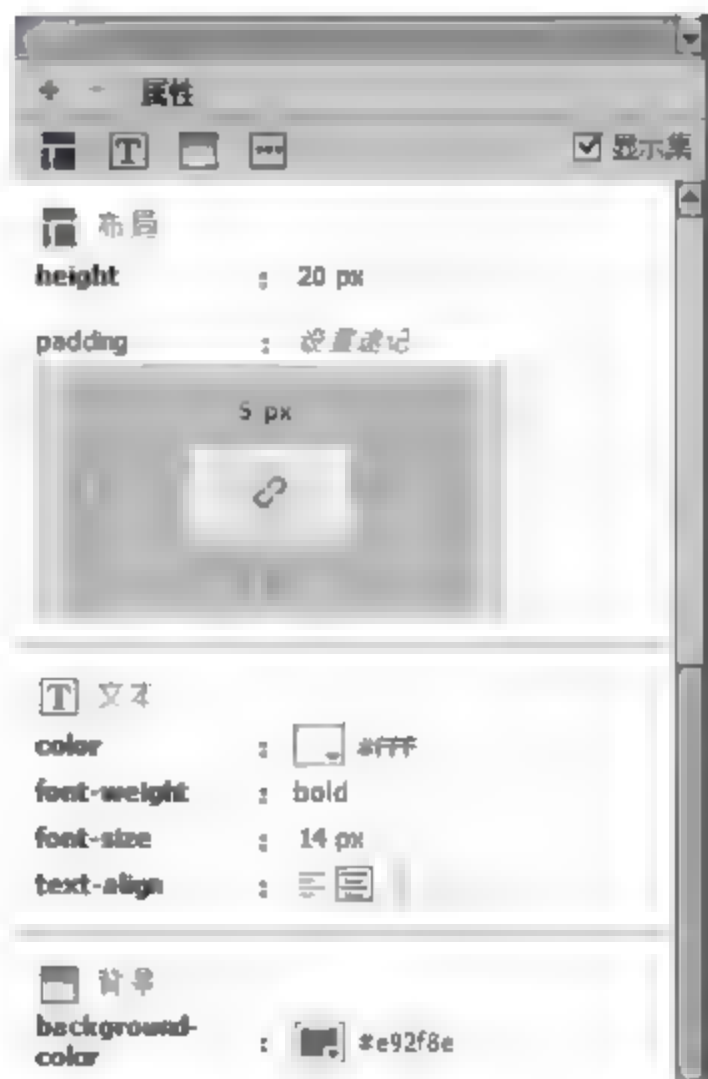 属性
显示集
布局
height : 20 px
padding : 设置速记
5 px
文本
color : #fff
font-weight : bold
font-size : 14 px
text-align :
背景
background-
color : #e92f8e